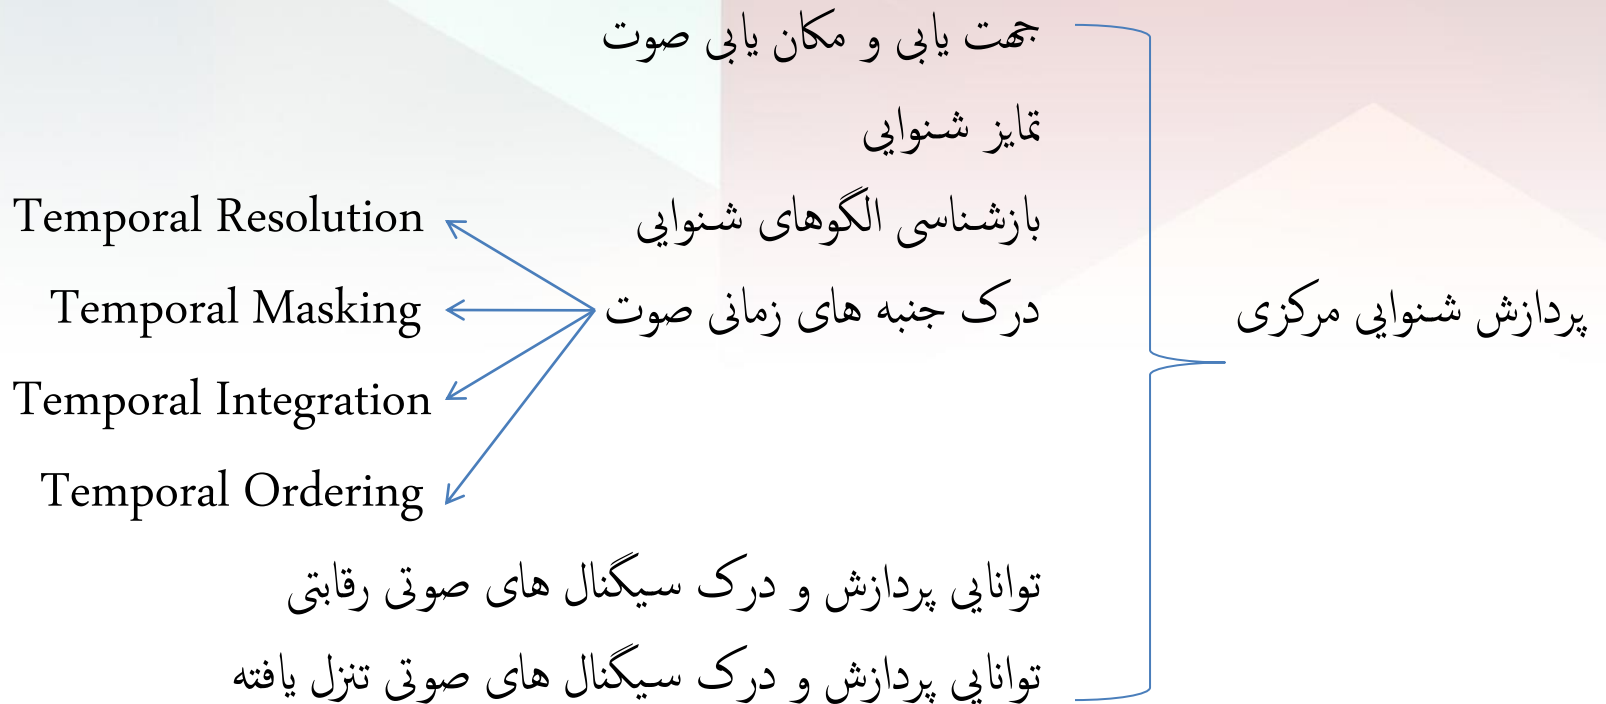 پردازش شنوایی مرکزی
جهت یابی و مکان یابی صوت
تمایز شنوایی
بازشناسی الگوهای شنوایی
درک جنبه های زمانی صوت
Temporal Resolution
Temporal Masking
Temporal Integration
Temporal Ordering
توانایی پردازش و درک سیگنال های صوتی رقابتی
توانایی پردازش و درک سیگنال های صوتی تنزل یافته